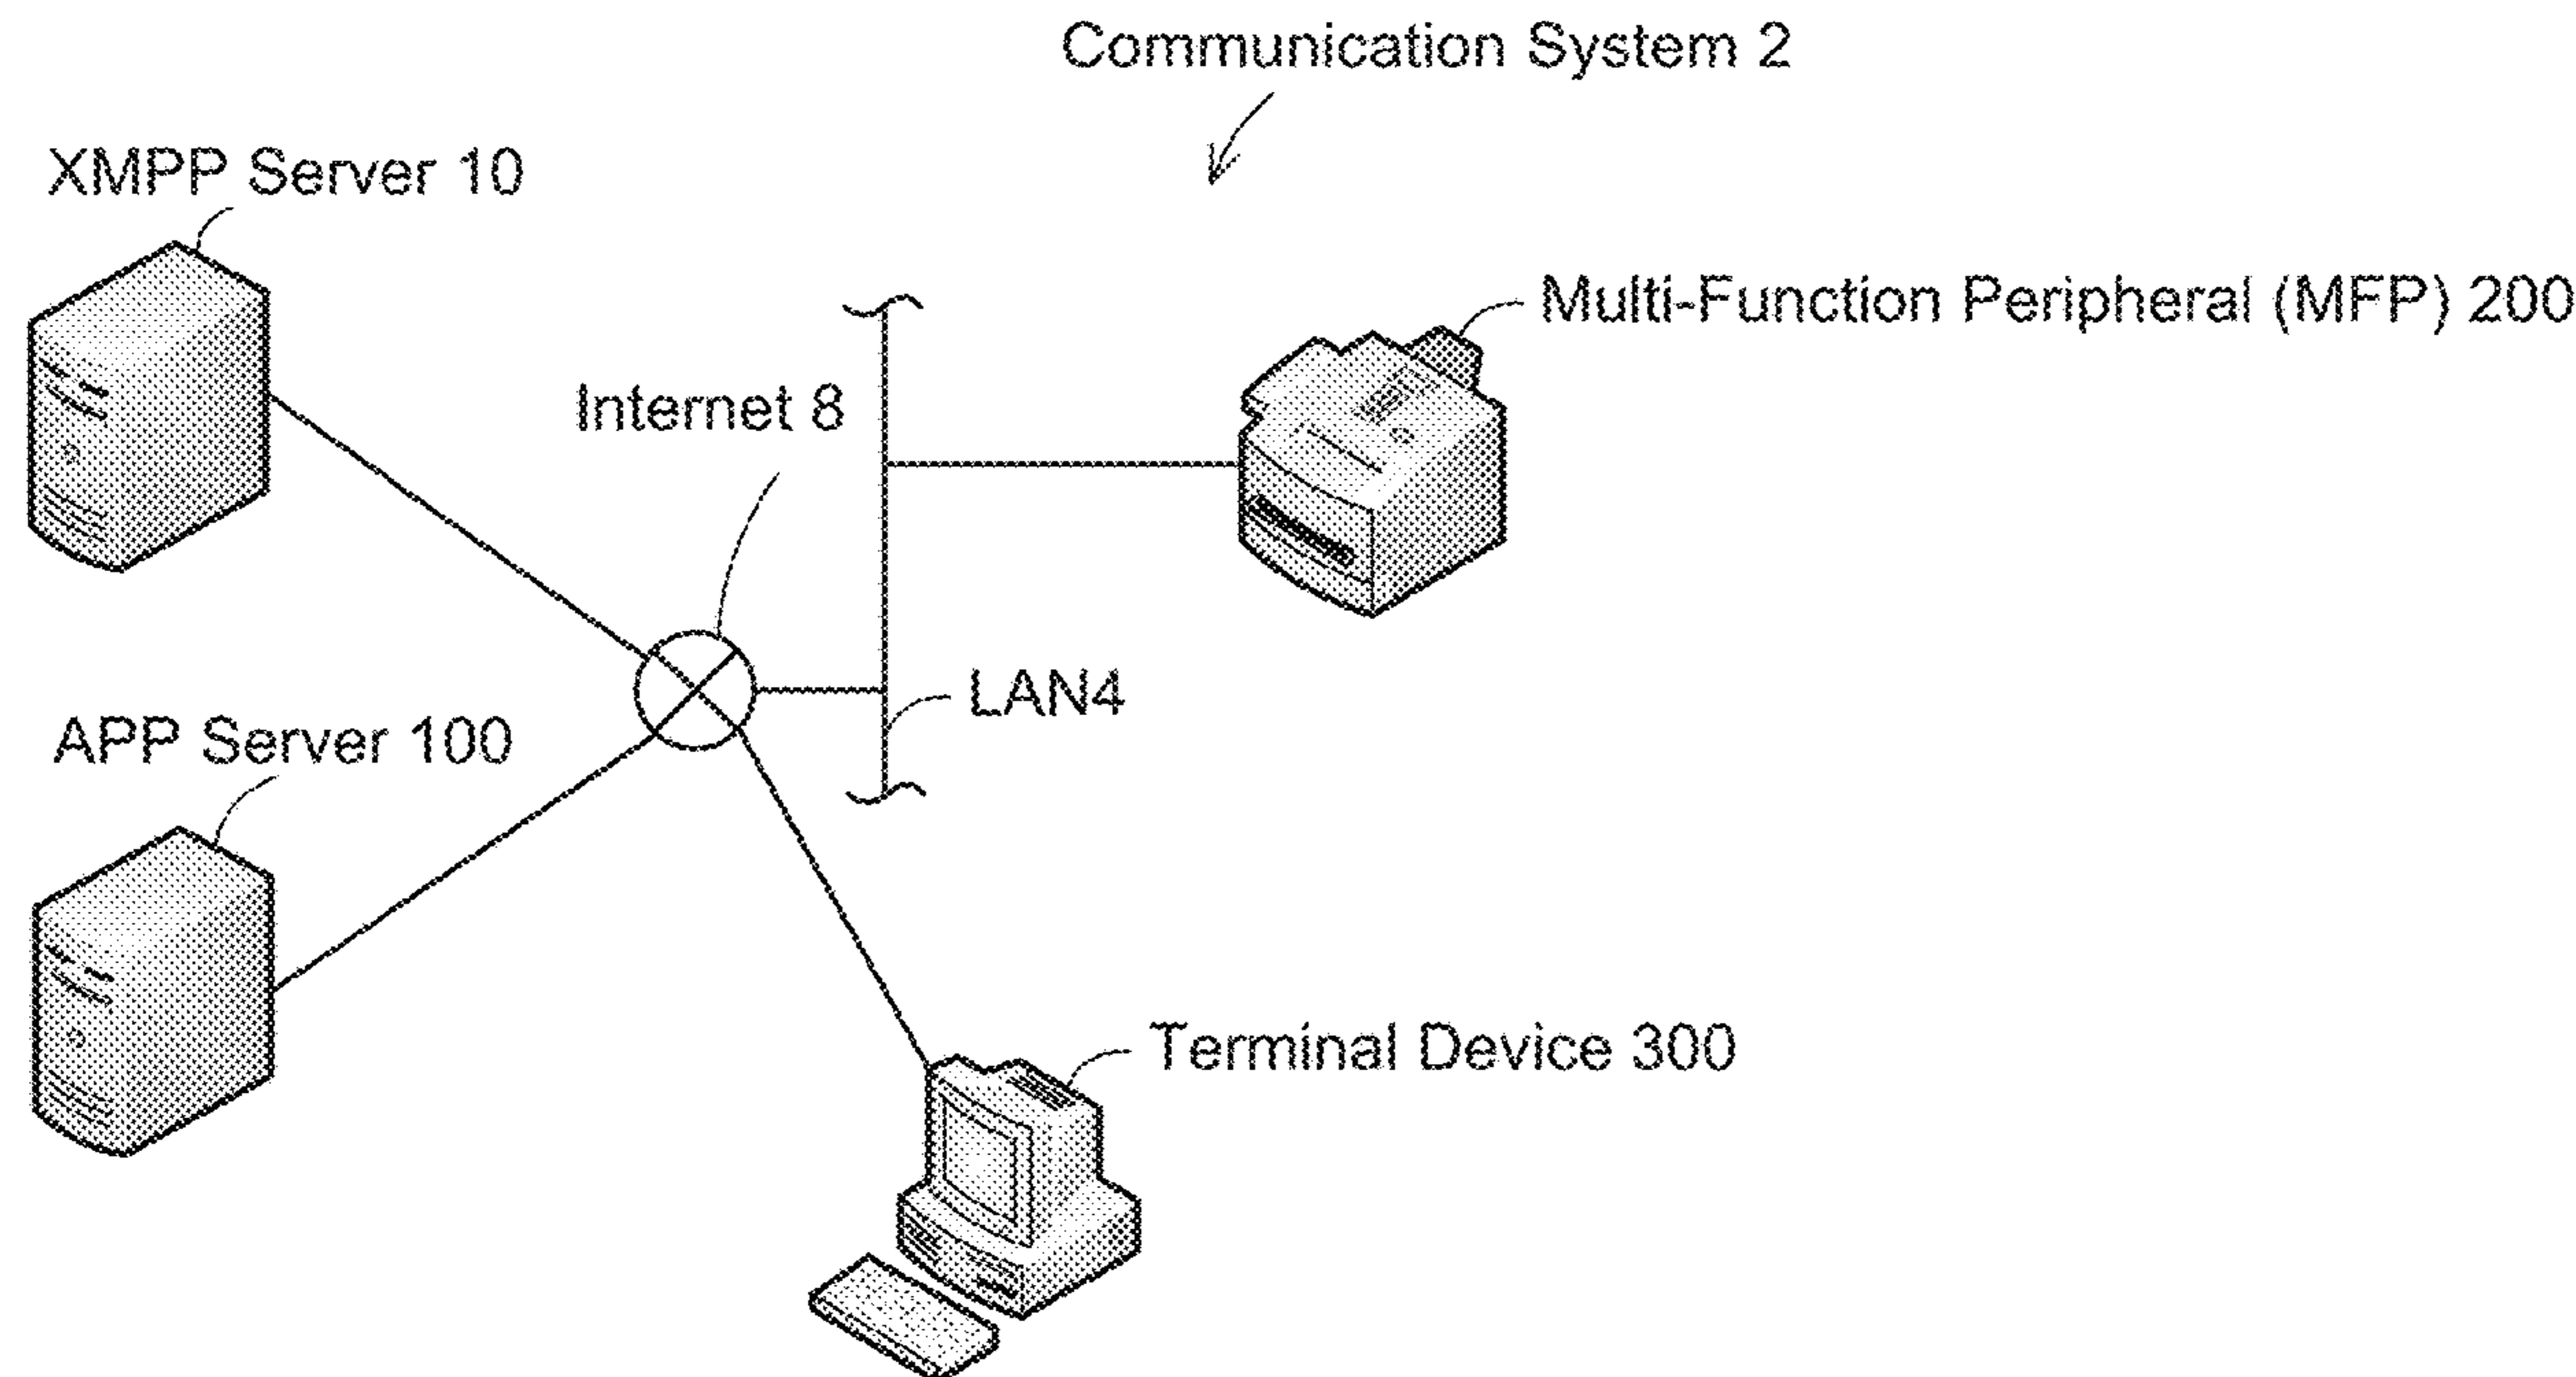 Communication System 2
XMPP Server 10
Multi-Function Peripheral (MFP) 200
Internet 8
LAN4
APP Server 100
Terminal Device 300